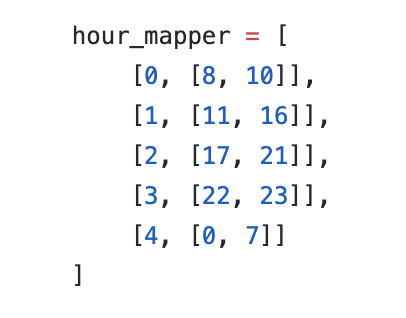 hour_mapper = [
    [0, [8, 10]],
    [1, [11, 16]],
    [2, [17, 21]],
    [3, [22, 23]],
    [4, [0, 7]]
]